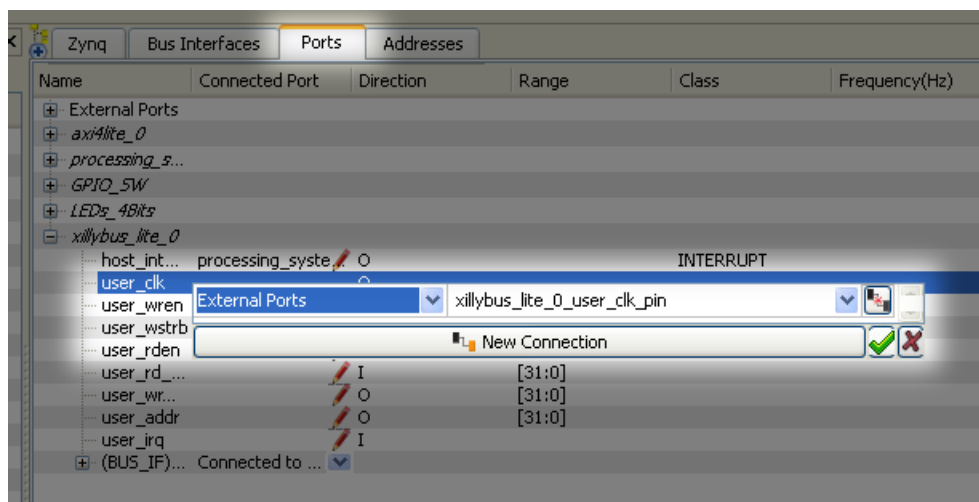 Zynq Bus Interfaces Ports Addresses
Name Connected Port Direction Range Class Frequency(Hz)
External Ports
axi4lite_0
processing_s...
GPIO_SW
LEDs_4Bits
xillybus_lite_0
host_int... processing_syste... O INTERRUPT
user_clk O
user_wren External Ports xillybus_lite_0_user_clk_pin
user_wstrb
New Connection
user_rden
user_rd_... I [31:0]
user_wr... O [31:0]
user_addr O [31:0]
user_irq I
(BUS_IF)... Connected to ...